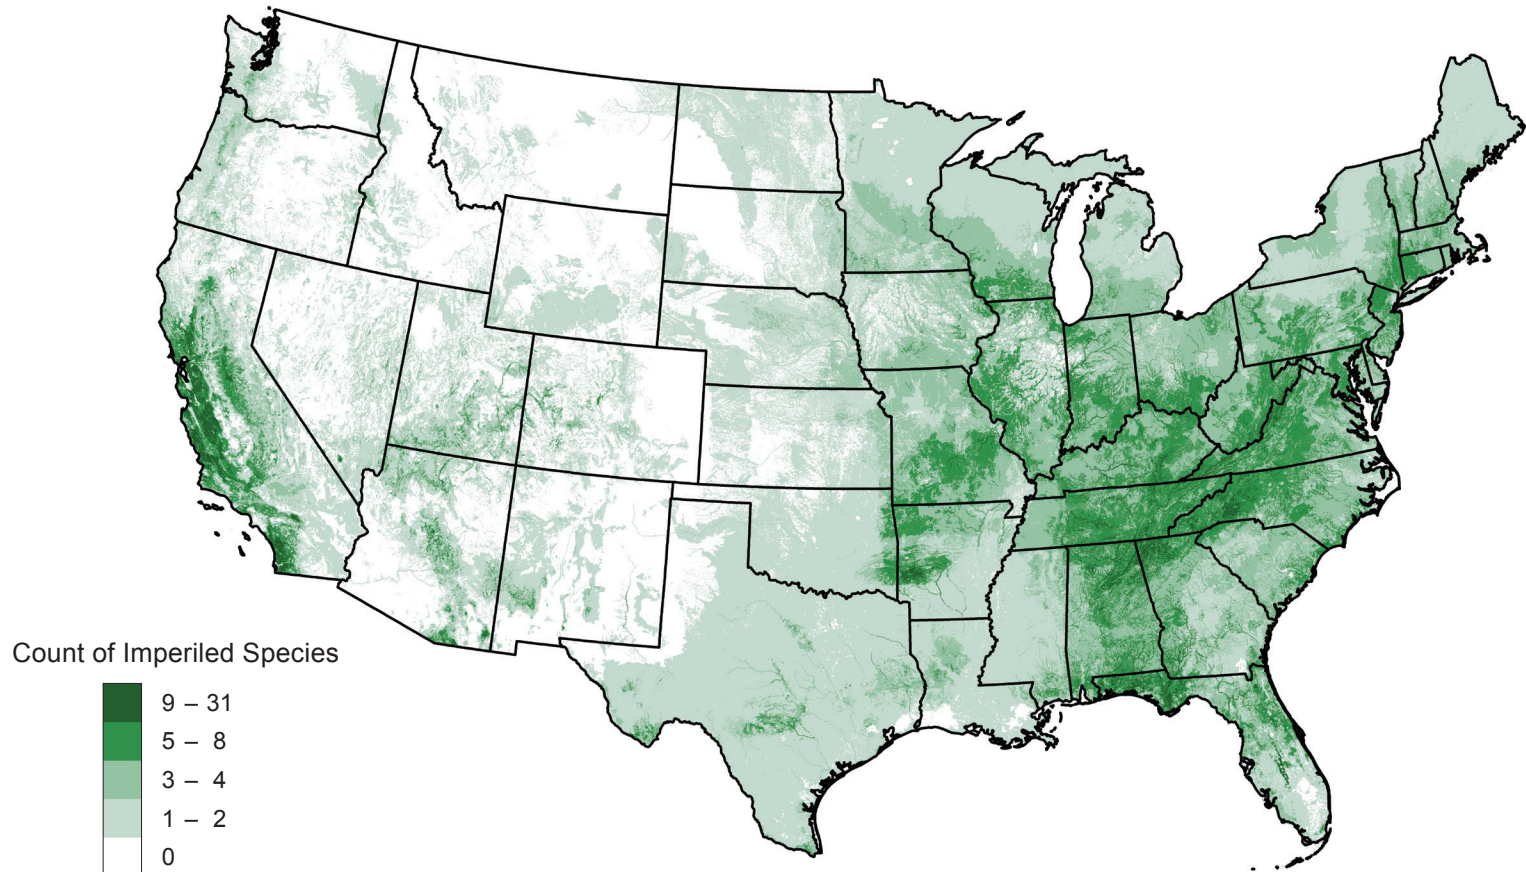 Count of Imperiled Species
9 – 31
5 – 8
3 – 4
1 – 2
0